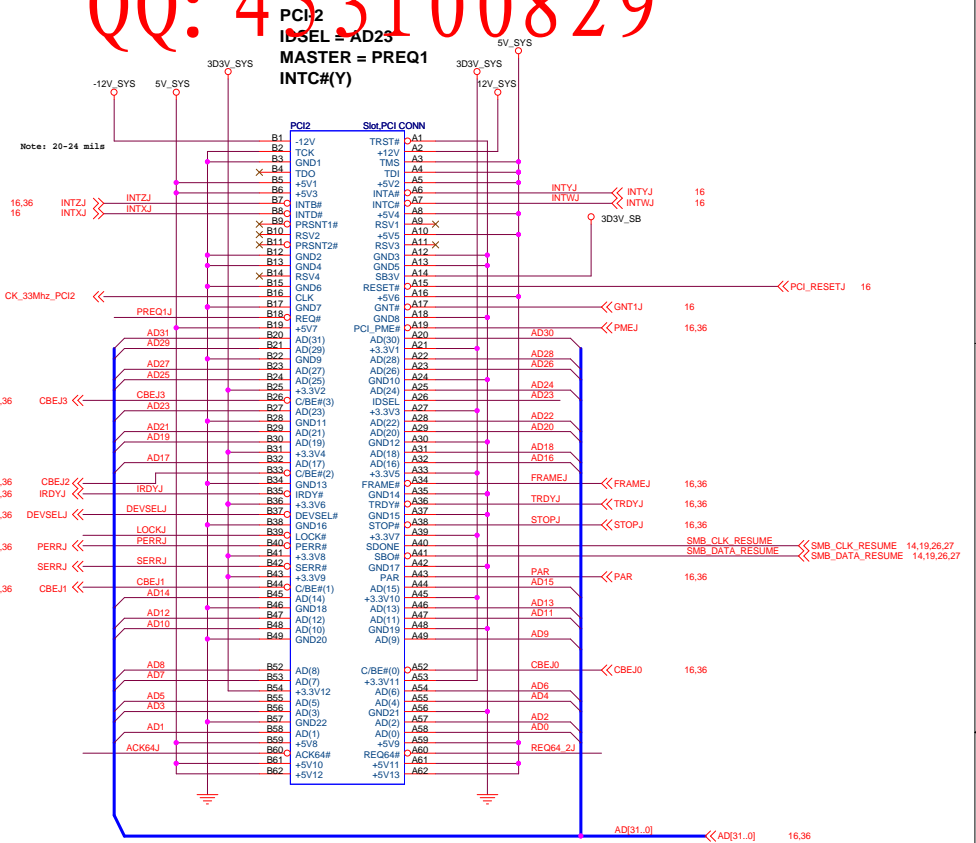 QQ: 453100829
PCI-2
IDSEL = AD23
MASTER = PREQ1
INTC#(Y)
5V_SYS
3D3V_SYS 3D3V_SYS
-12V_SYS 5V_SYS 12V_SYS
PCI2 Slot,PCI CONN
Note: 20-24 mils
B1 -12V TRST# A1
B2 TCK +12V A2
B3 GND1 TMS A3
B4 TDO TDI A4
B5 +5V1 +5V2 A5
B6 +5V3 INTA# A6 INTYJ INTYJ 16
16,36 INTZJ INTZJ B7 INTB# INTC# A7 INTWJ INTWJ 16
16 INTXJ INTXJ B8 INTD# +5V4 A8
B9 PRSNT1# RSV1 A9
3D3V_SB
B10 RSV2 +5V5 A10
B11 PRSNT2# RSV3 A11
B12 GND2 GND3 A12
B13 GND4 GND5 A13
B14 RSV4 SB3V A14
B15 GND6 RESET# A15 PCI_RESETJ 16
CK_33Mhz_PCI2 B16 CLK +5V6 A16
B17 GND7 GNT# A17 GNT1J 16
PREQ1J B18 REQ# GND8 A18
B19 +5V7 PCI_PME# A19 PMEJ 16,36
AD31 B20 AD(31) AD(30) A20 AD30
AD29 B21 AD(29) +3.3V1 A21
B22 GND9 AD(28) A22 AD28
AD27 B23 AD(27) AD(26) A23 AD26
AD25 B24 AD(25) GND10 A24
B25 +3.3V2 AD(24) A25 AD24
,36 CBEJ3 CBEJ3 B26 C/BE#(3) IDSEL A26 AD23
AD23 B27 AD(23) +3.3V3 A27
B28 GND11 AD(22) A28 AD22
AD21 B29 AD(21) AD(20) A29 AD20
AD19 B30 AD(19) GND12 A30
B31 +3.3V4 AD(18) A31 AD18
AD17 B32 AD(17) AD(16) A32 AD16
,36 CBEJ2 B33 C/BE#(2) +3.3V5 A33
B34 GND13 FRAME# A34 FRAMEJ FRAMEJ 16,36
,36 IRDYJ IRDYJ B35 IRDY# GND14 A35
B36 +3.3V6 TRDY# A36 TRDYJ TRDYJ 16,36
,36 DEVSELJ DEVSELJ B37 DEVSEL# GND15 A37
B38 GND16 STOP# A38 STOPJ STOPJ 16,36
LOCKJ B39 LOCK# +3.3V7 A39
,36 PERRJ PERRJ B40 PERR# SDONE A40 SMB_CLK_RESUME SMB_CLK_RESUME 14,19,26,27
B41 +3.3V8 SBO# A41 SMB_DATA_RESUME SMB_DATA_RESUME 14,19,26,27
SERRJ SERRJ B42 SERR# GND17 A42
B43 +3.3V9 PAR A43 PAR PAR 16,36
,36 CBEJ1 CBEJ1 B44 C/BE#(1) AD(15) A44 AD15
AD14 B45 AD(14) +3.3V10 A45
B46 GND18 AD(13) A46 AD13
AD12 B47 AD(12) AD(11) A47 AD11
AD10 B48 AD(10) GND19 A48
B49 GND20 AD(9) A49 AD9
AD8 B52 AD(8) C/BE#(0) A52 CBEJ0 CBEJ0 16,36
AD7 B53 AD(7) +3.3V11 A53
B54 +3.3V12 AD(6) A54 AD6
AD5 B55 AD(5) AD(4) A55 AD4
AD3 B56 AD(3) GND21 A56
B57 GND22 AD(2) A57 AD2
AD1 B58 AD(1) AD(0) A58 AD0
B59 +5V8 +5V9 A59
ACK64J B60 ACK64# REQ64# A60 REQ64_2J
B61 +5V10 +5V11 A61
B62 +5V12 +5V13 A62
AD[31..0] AD[31..0] 16,36